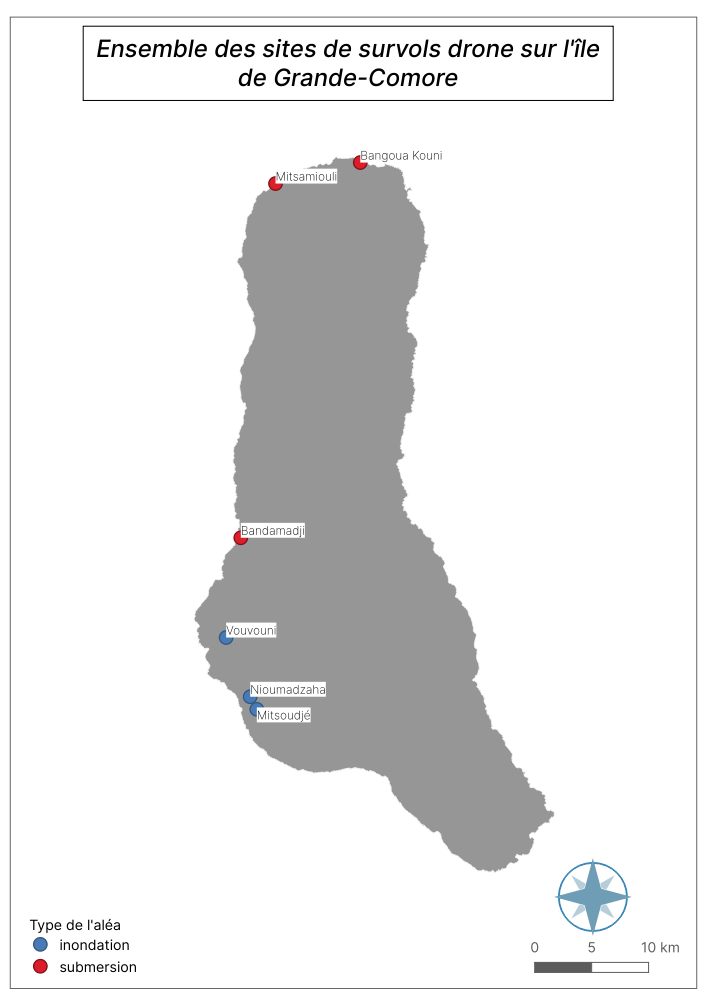 Ensemble des sites de survols drone sur l'île
de Grande-Comore
Bangoua Kouni
Mitsamiouli
Bandamadji
Vouvouni
Nioumadzaha
Mitsoudjé
Type de l'aléa
inondation
submersion
0 5 10 km